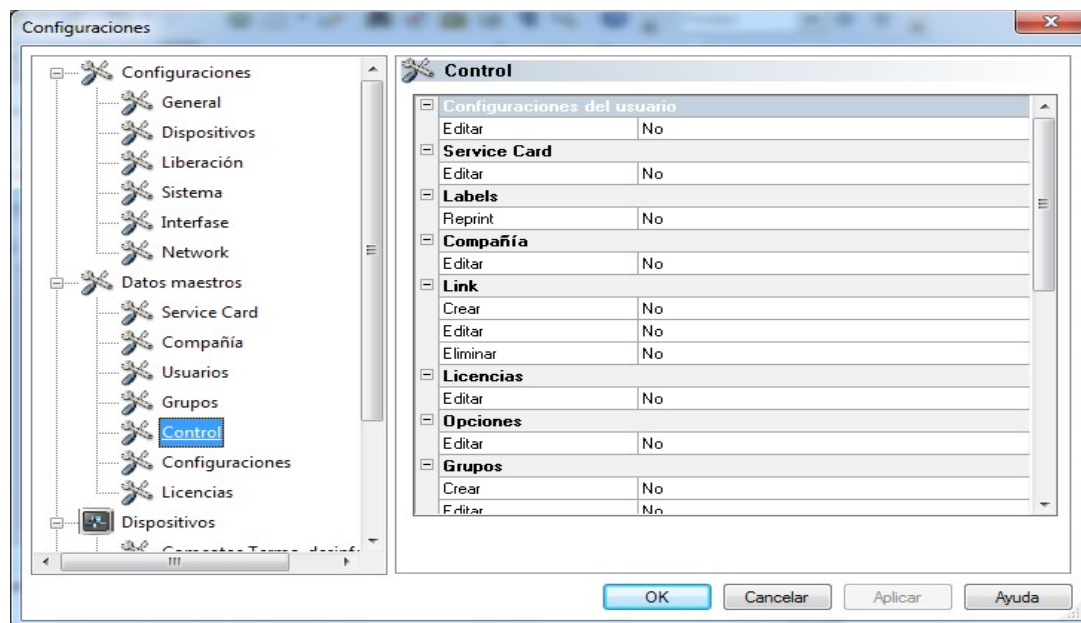 Configuraciones
Configuraciones
General
Dispositivos
Liberación
Sistema
Interfase
Network
Datos maestros
Service Card
Compañía
Usuarios
Grupos
Control
Configuraciones
Licencias
Dispositivos
Control
Configuraciones del usuario
Editar No
Service Card
Editar No
Labels
Reprint No
Compañía
Editar No
Link
Crear No
Editar No
Eliminar No
Licencias
Editar No
Opciones
Editar No
Grupos
Crear No
Editar No
OK Cancelar Aplicar Ayuda